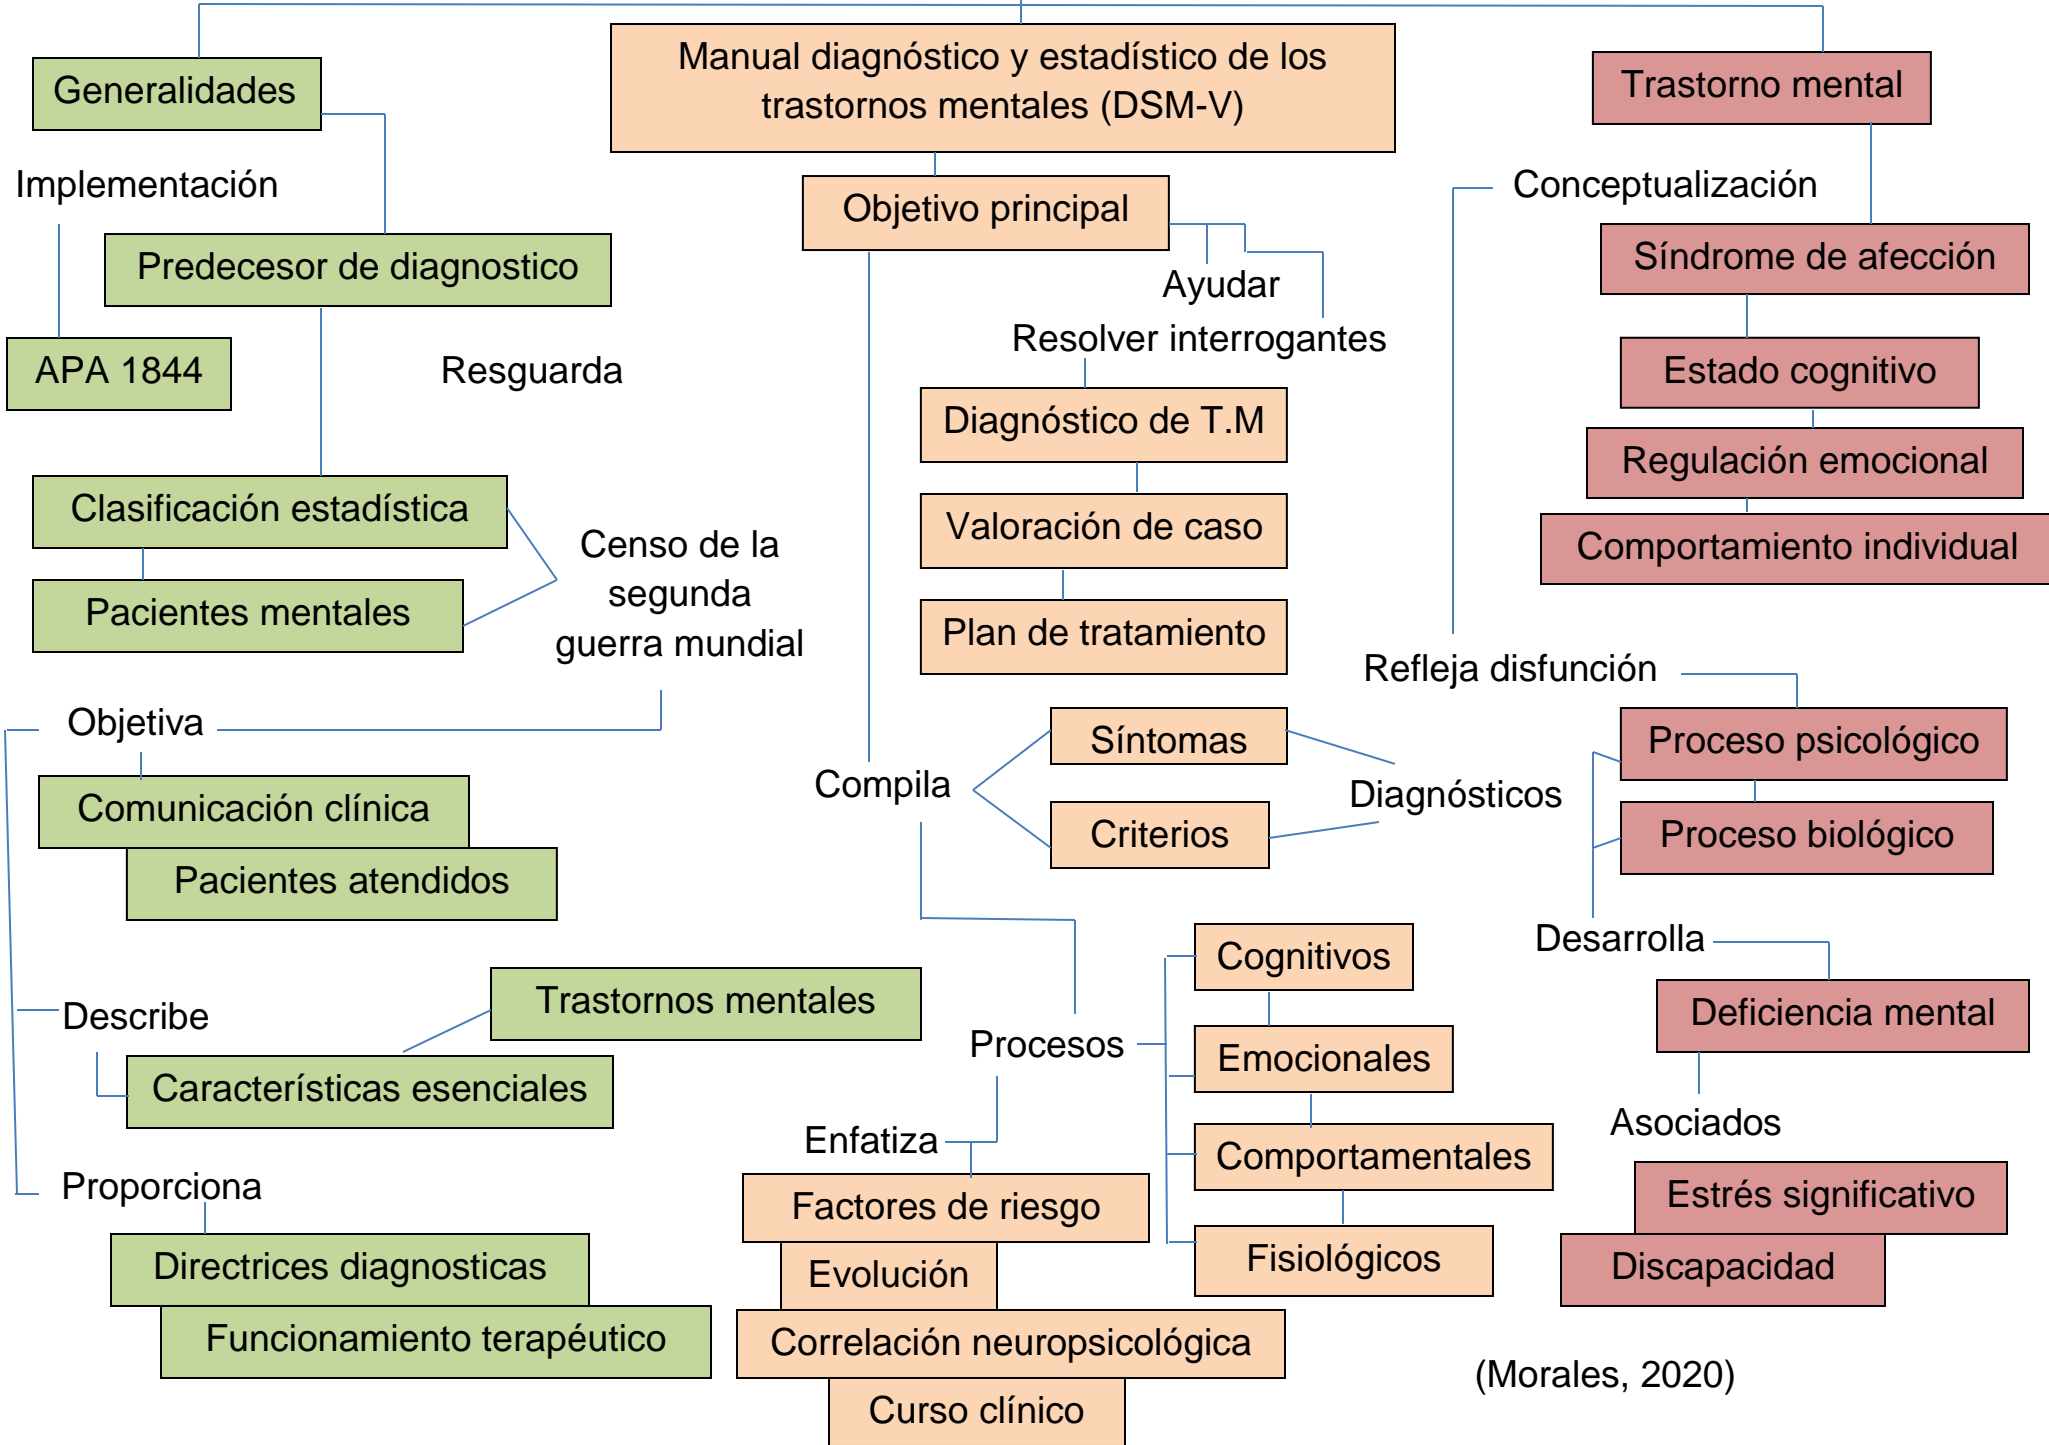 Generalidades
Implementación
Predecesor de diagnostico
APA 1844
Resguarda
Clasificación estadística
Pacientes mentales
Censo de la
segunda
guerra mundial
Objetiva
Comunicación clínica
Pacientes atendidos
Describe
Trastornos mentales
Características esenciales
Proporciona
Directrices diagnosticas
Funcionamiento terapéutico
Manual diagnóstico y estadístico de los
trastornos mentales (DSM-V)
Objetivo principal
Ayudar
Resolver interrogantes
Diagnóstico de T.M
Valoración de caso
Plan de tratamiento
Compila
Síntomas
Criterios
Diagnósticos
Procesos
Cognitivos
Emocionales
Comportamentales
Fisiológicos
Enfatiza
Factores de riesgo
Evolución
Correlación neuropsicológica
Curso clínico
Trastorno mental
Conceptualización
Síndrome de afección
Estado cognitivo
Regulación emocional
Comportamiento individual
Refleja disfunción
Proceso psicológico
Proceso biológico
Desarrolla
Deficiencia mental
Asociados
Estrés significativo
Discapacidad
(Morales, 2020)